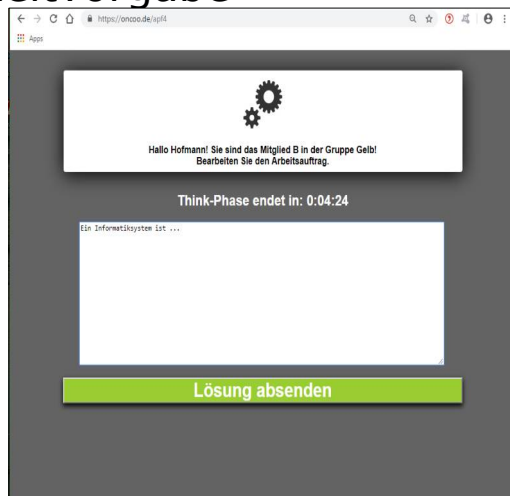 https://oncoo.de/apf4
Apps
Hallo Hofmann! Sie sind das Mitglied B in der Gruppe Gelb!
Bearbeiten Sie den Arbeitsauftrag.
Think-Phase endet in: 0:04:24
Ein Informatiksystem ist ...
Lösung absenden